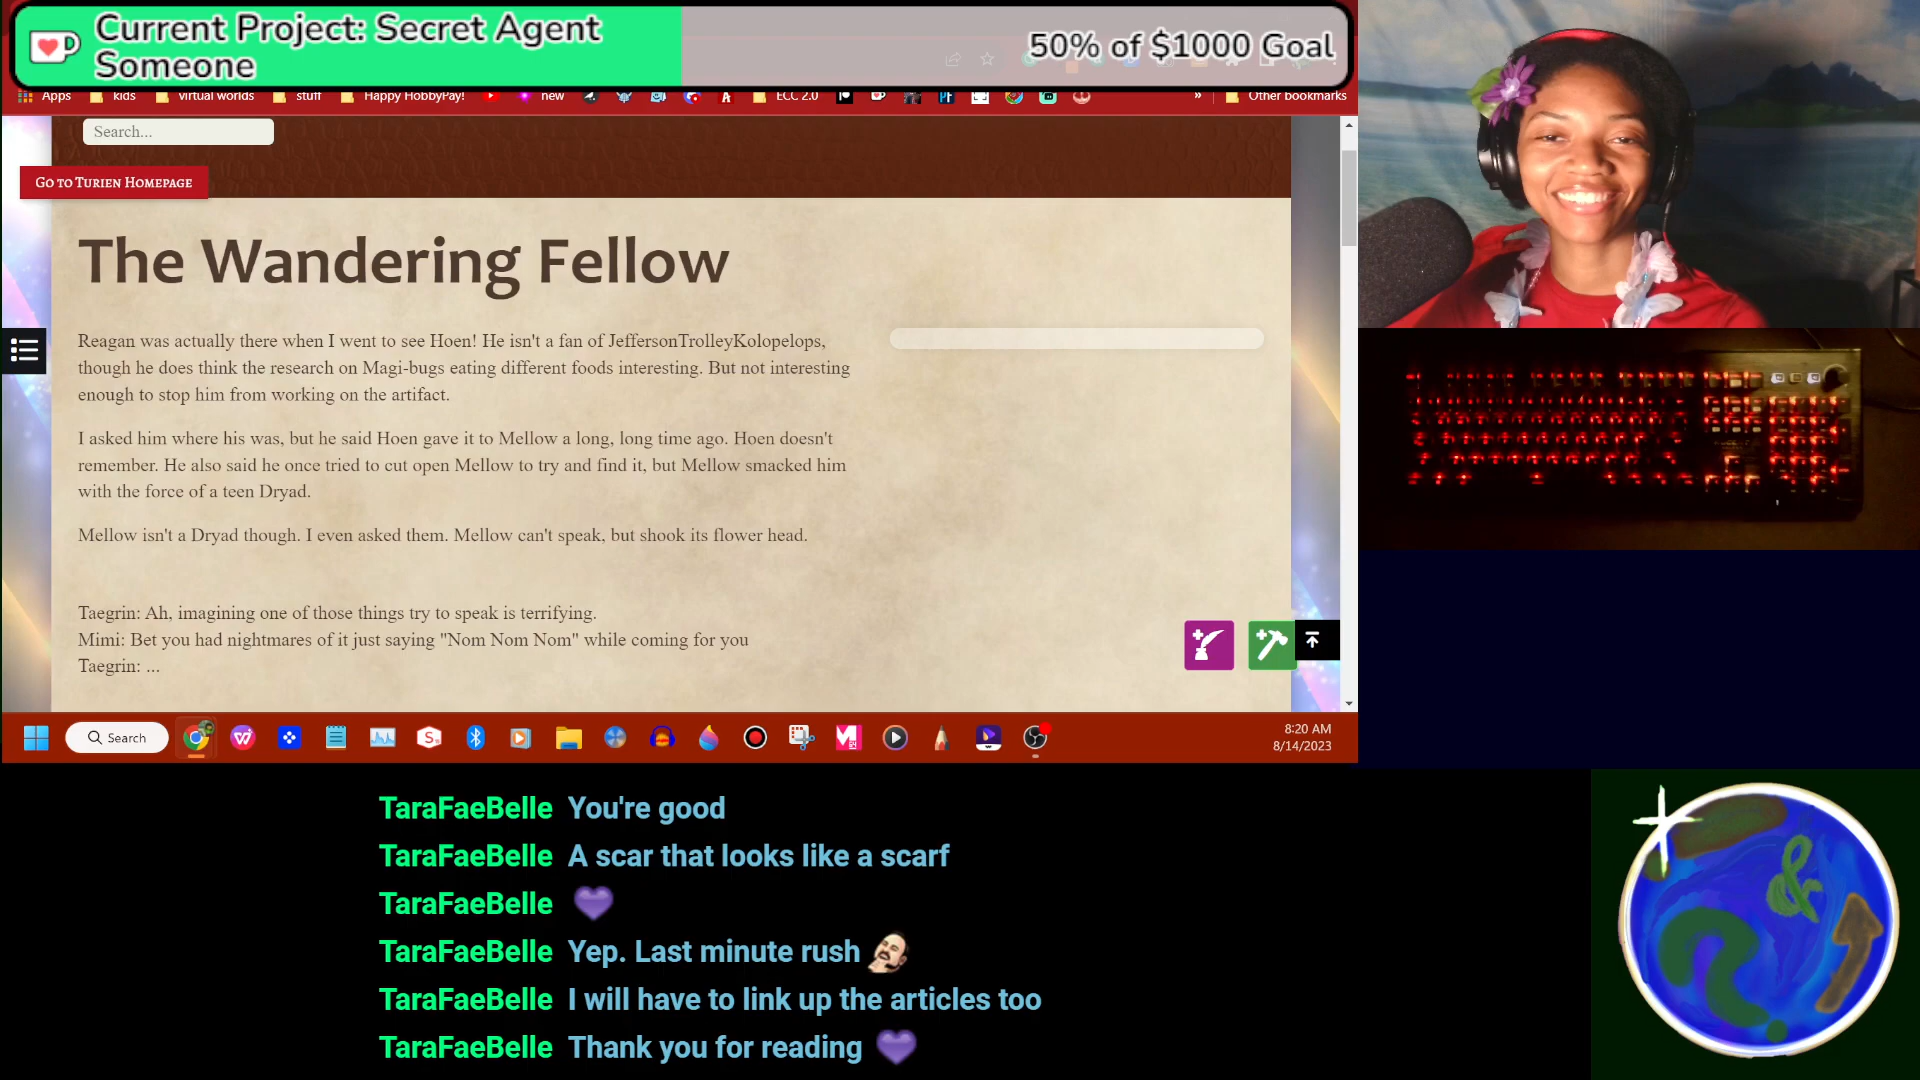 Current Project: Secret Agent
Someone
50% of $1000 Goal
Apps
kids
virtual worlds
stuff
Happy HobbyPay!
new
ECC 2.0
»
Other bookmarks
Search...
Go to Turien Homepage
The Wandering Fellow
Reagan was actually there when I went to see Hoen! He isn't a fan of JeffersonTrolleyKolopelops,
though he does think the research on Magi-bugs eating different foods interesting. But not interesting
enough to stop him from working on the artifact.
I asked him where his was, but he said Hoen gave it to Mellow a long, long time ago. Hoen doesn't
remember. He also said he once tried to cut open Mellow to try and find it, but Mellow smacked him
with the force of a teen Dryad.
Mellow isn't a Dryad though. I even asked them. Mellow can't speak, but shook its flower head.
Taegrin: Ah, imagining one of those things try to speak is terrifying.
Mimi: Bet you had nightmares of it just saying "Nom Nom Nom" while coming for you
Taegrin: ...
Search
8:20 AM
8/14/2023
TaraFaeBelle You're good
TaraFaeBelle A scar that looks like a scarf
TaraFaeBelle
TaraFaeBelle Yep. Last minute rush
TaraFaeBelle I will have to link up the articles too
TaraFaeBelle Thank you for reading
&